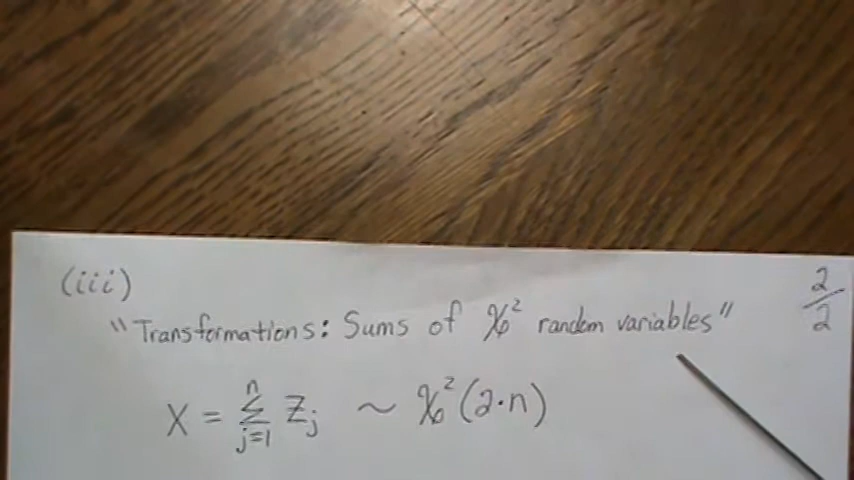 (iii)
2/2
"Transformations: Sums of χ² random variables"
X = Σ_{j=1}^{n} Z_j ~ χ²(2·n)